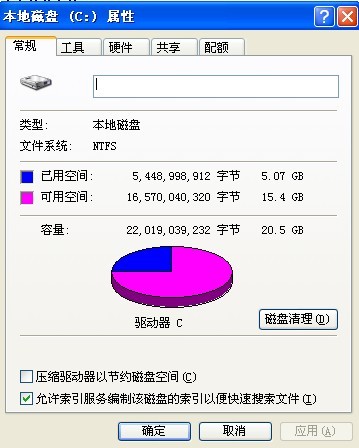 本地磁盘 (C:) 属性
常规 工具 硬件 共享 配额
类型: 本地磁盘
文件系统: NTFS
已用空间: 5,448,998,912 字节 5.07 GB
可用空间: 16,570,040,320 字节 15.4 GB
容量: 22,019,039,232 字节 20.5 GB
驱动器 C
磁盘清理(D)
压缩驱动器以节约磁盘空间(C)
允许索引服务编制该磁盘的索引以便快速搜索文件(I)
确定 取消 应用(A)